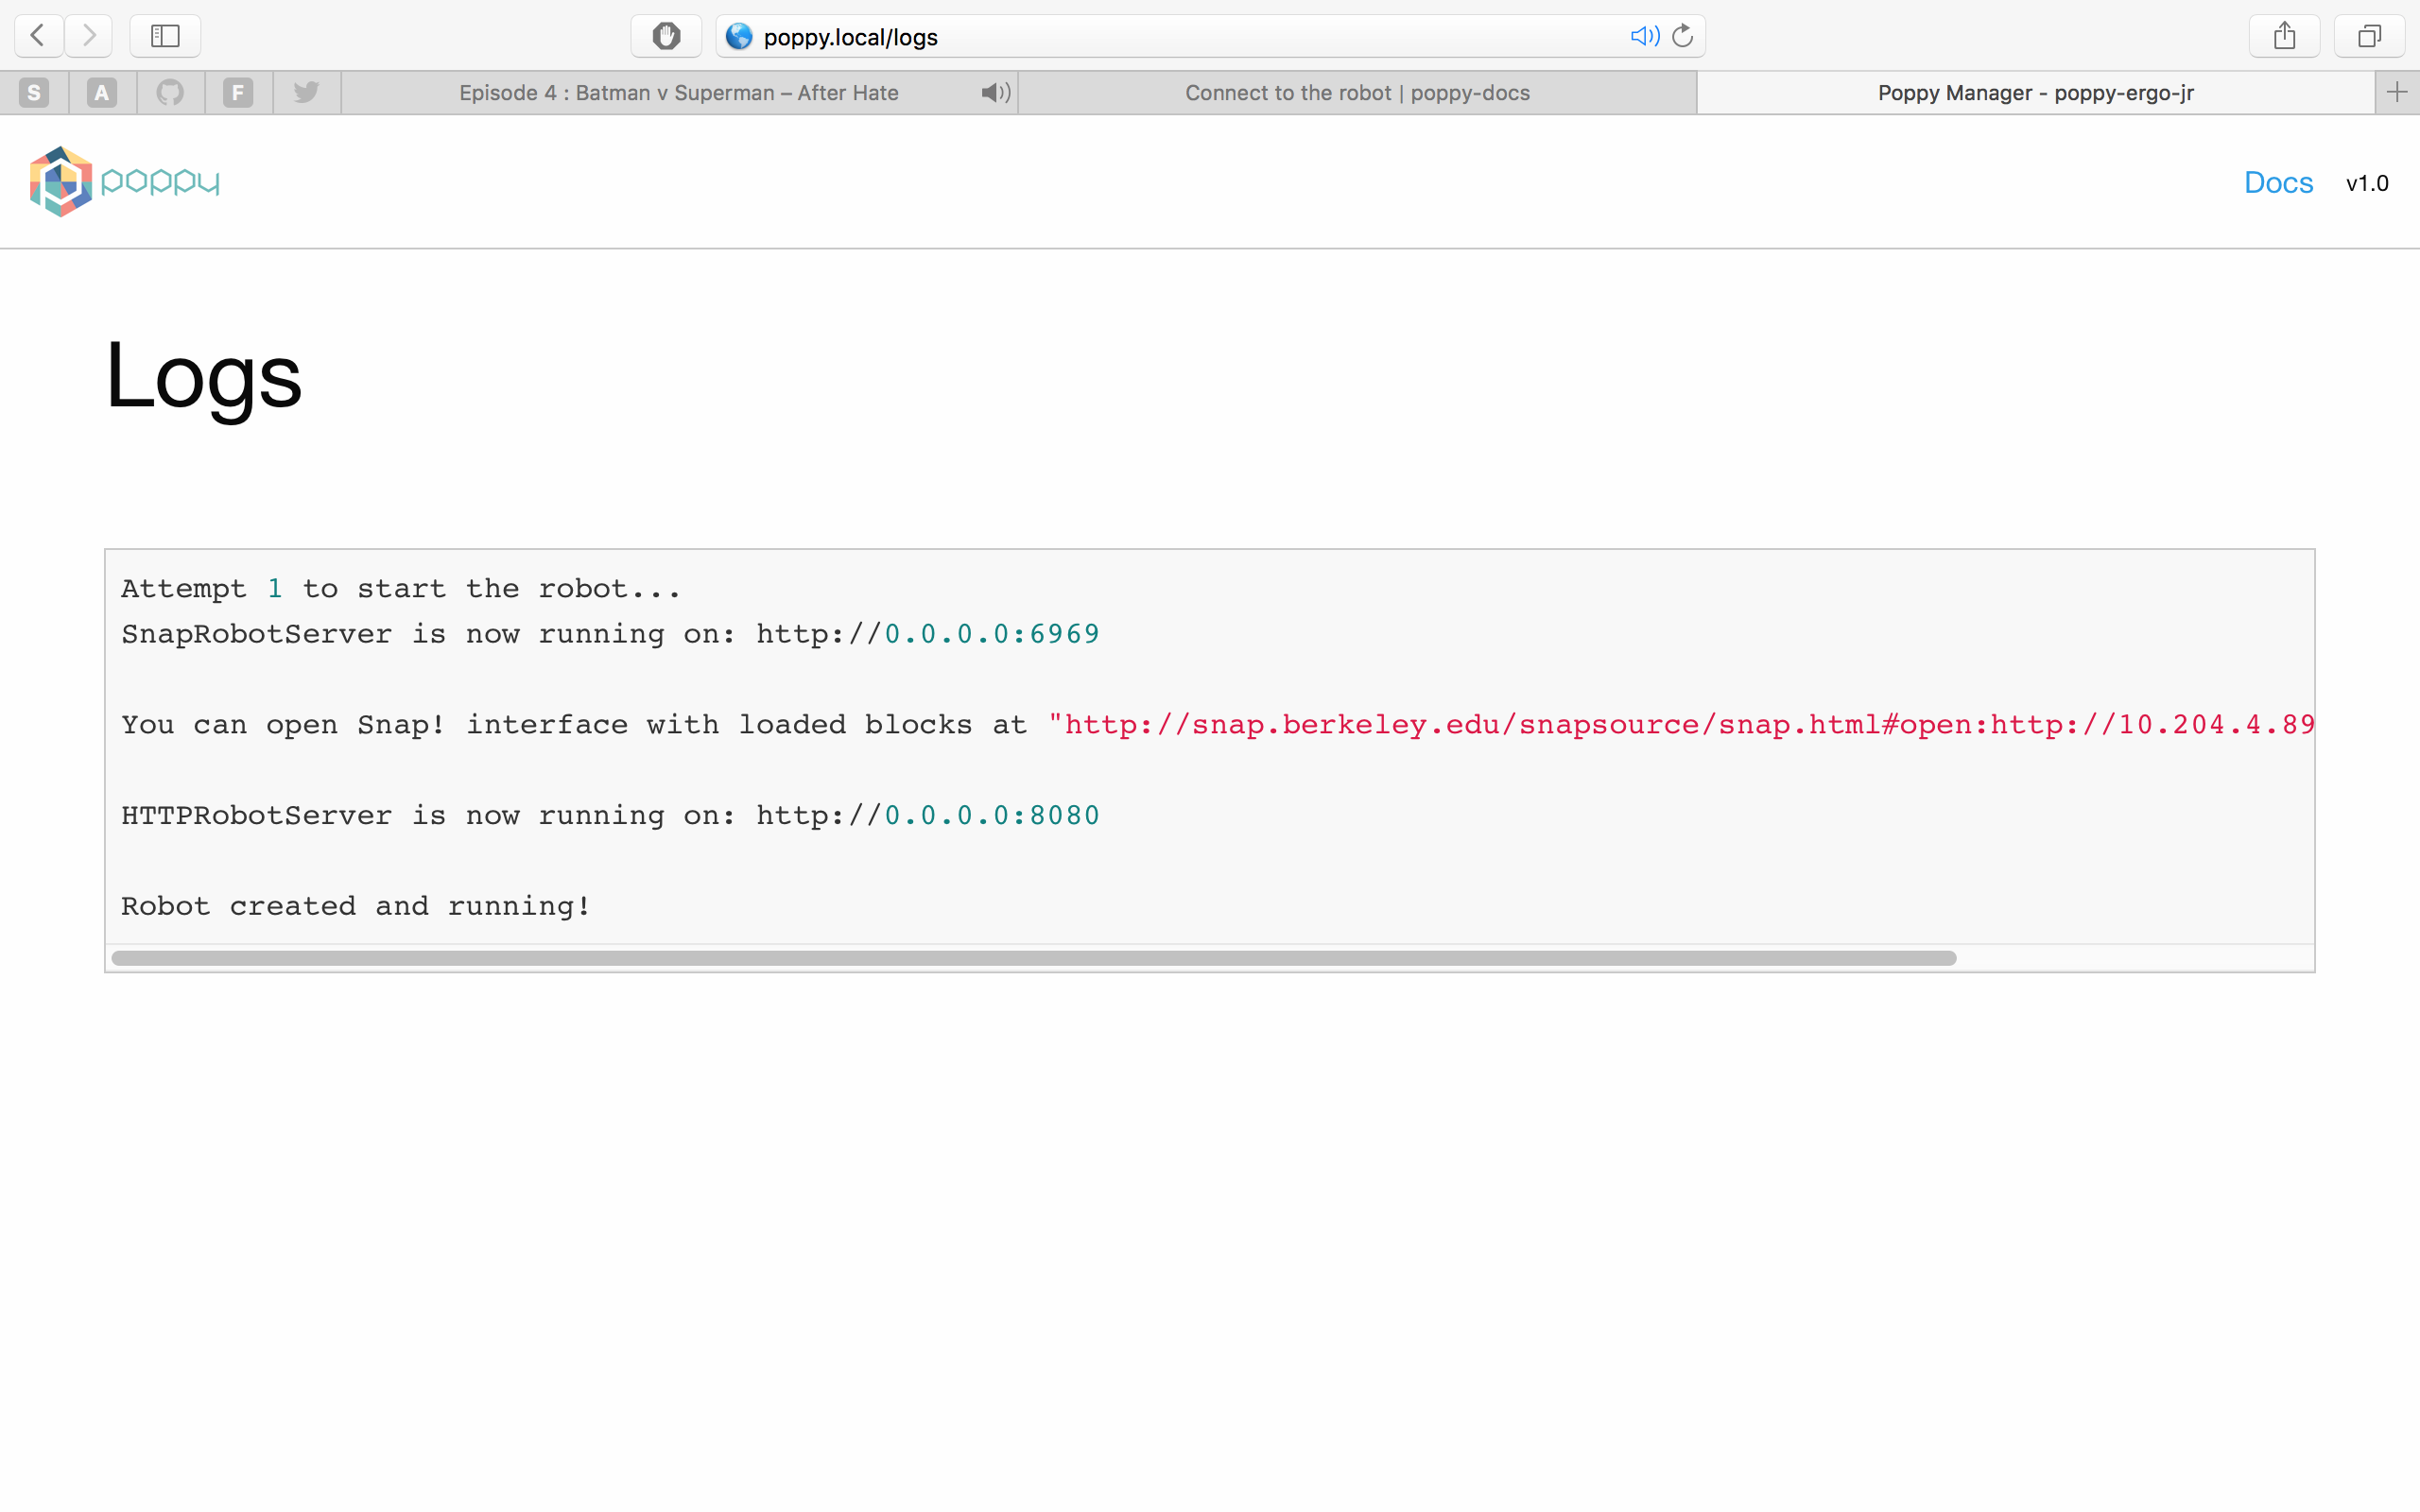 poppy.local/logs
S A F Episode 4 : Batman v Superman – After Hate Connect to the robot | poppy-docs Poppy Manager - poppy-ergo-jr
poppy Docs v1.0
Logs
Attempt 1 to start the robot...
SnapRobotServer is now running on: http://0.0.0.0:6969
You can open Snap! interface with loaded blocks at "http://snap.berkeley.edu/snapsource/snap.html#open:http://10.204.4.89
HTTPRobotServer is now running on: http://0.0.0.0:8080
Robot created and running!